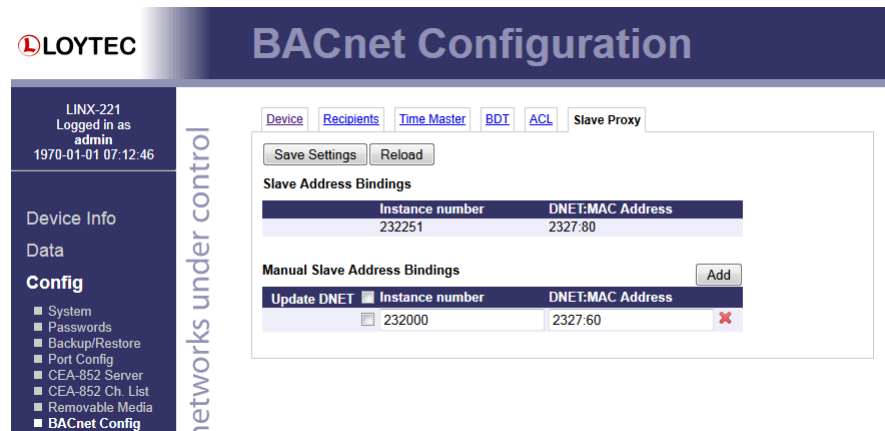 LOYTEC
BACnet Configuration
LINX-221
Logged in as
admin
1970-01-01 07:12:46
Device Info
Data
Config
System
Passwords
Backup/Restore
Port Config
CEA-852 Server
CEA-852 Ch. List
Removable Media
BACnet Config
networks under control
Device Recipients Time Master BDT ACL Slave Proxy
Save Settings Reload
Slave Address Bindings
Instance number DNET:MAC Address
232251 2327:80
Manual Slave Address Bindings Add
Update DNET Instance number DNET:MAC Address
232000 2327:60